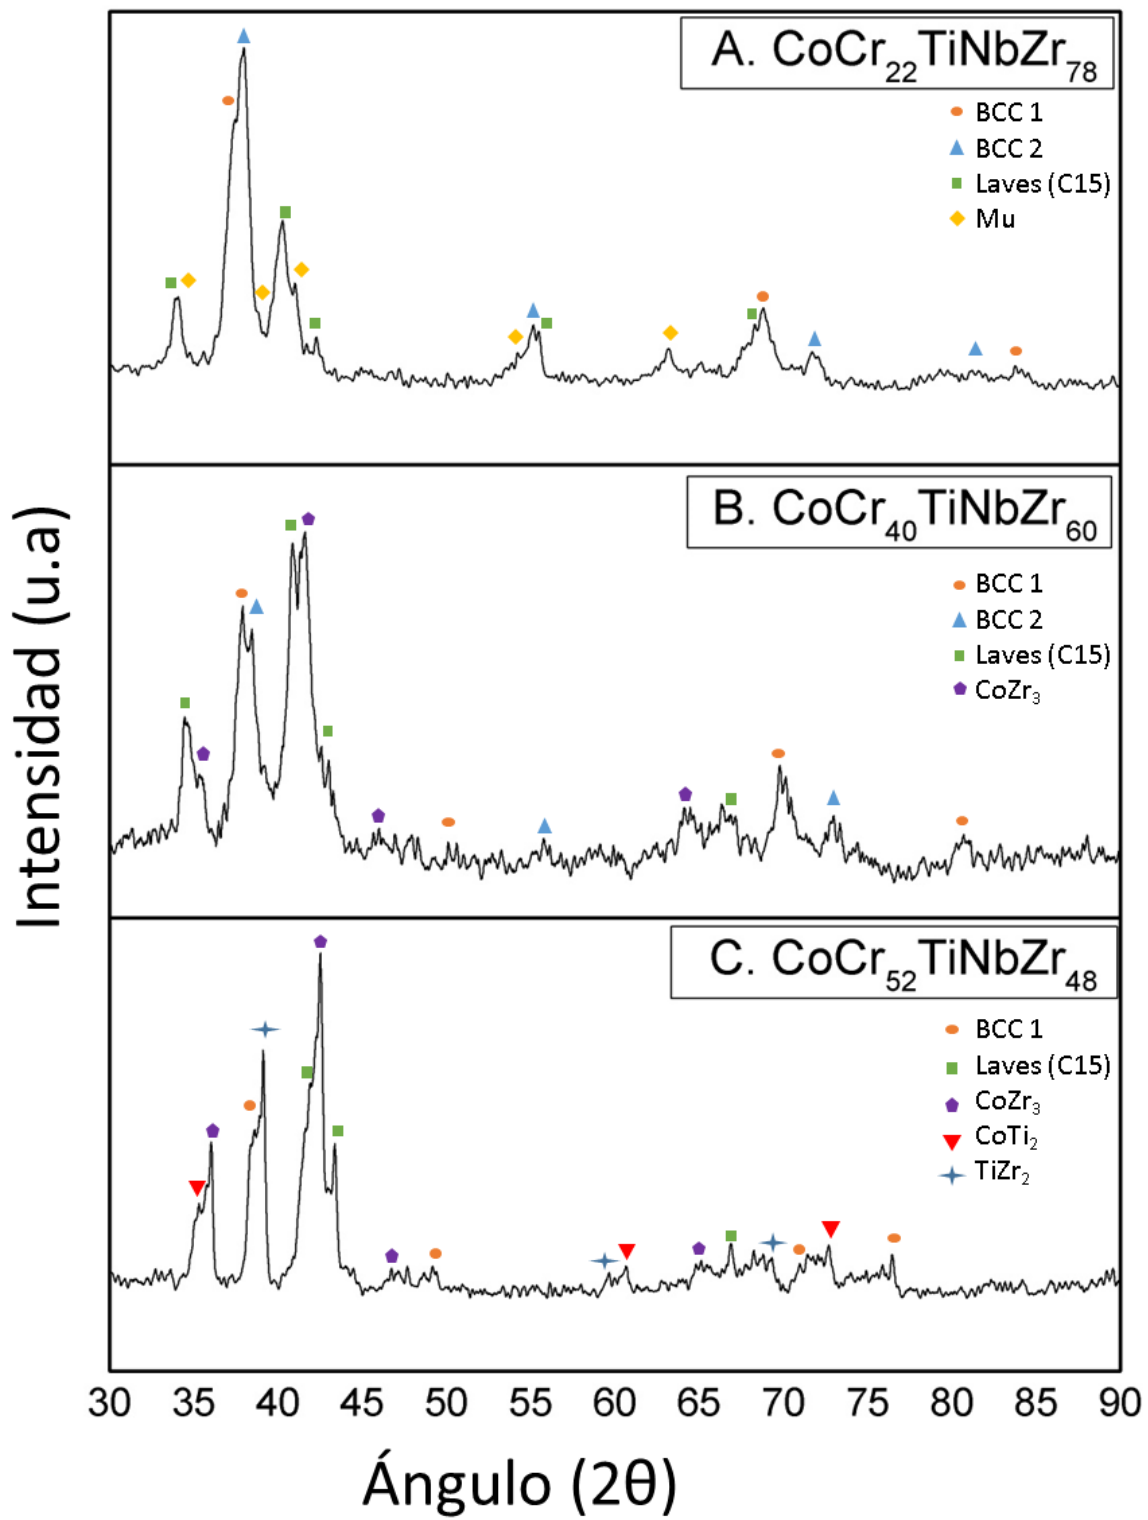 A. CoCr₂₂TiNbZr₇₈
BCC 1
BCC 2
Laves (C15)
Mu
B. CoCr₄₀TiNbZr₆₀
BCC 1
BCC 2
Laves (C15)
CoZr₃
C. CoCr₅₂TiNbZr₄₈
BCC 1
Laves (C15)
CoZr₃
CoTi₂
TiZr₂
Intensidad (u.a)
30 35 40 45 50 55 60 65 70 75 80 85 90
Ángulo (2θ)